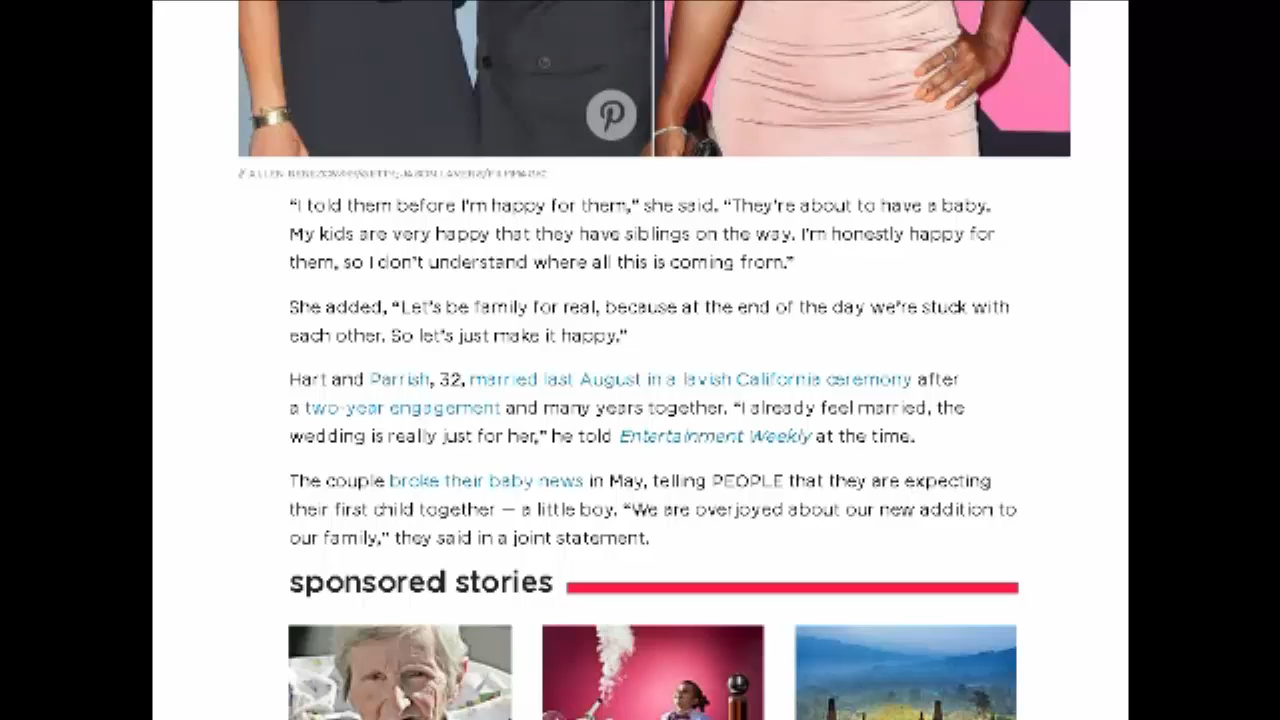 “I told them before I'm happy for them,” she said. “They're about to have a baby.
My kids are very happy that they have siblings on the way. I'm honestly happy for
them, so I don't understand where all this is coming from.”
She added, “Let's be family for real, because at the end of the day we're stuck with
each other. So let's just make it happy.”
Hart and Parrish, 32, married last August in a lavish California ceremony after
a two-year engagement and many years together. “I already feel married, the
wedding is really just for her,” he told Entertainment Weekly at the time.
The couple broke their baby news in May, telling PEOPLE that they are expecting
their first child together — a little boy. “We are overjoyed about our new addition to
our family,” they said in a joint statement.
sponsored stories